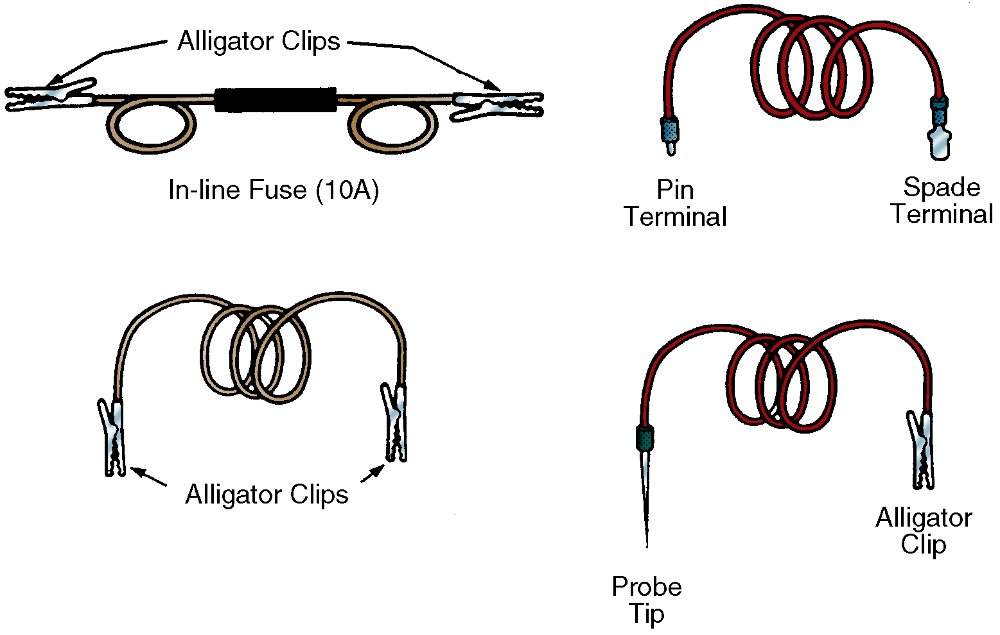 Alligator Clips
In-line Fuse (10A)
Pin
Terminal
Spade
Terminal
Alligator Clips
Alligator
Clip
Probe
Tip